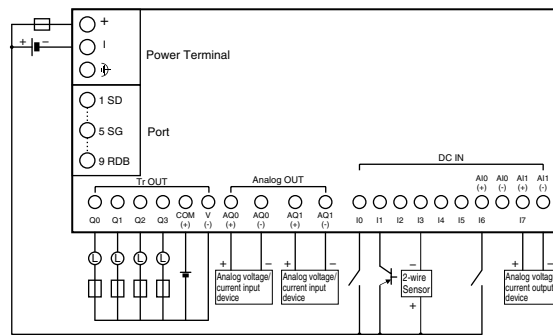 +
+ −
−
Power Terminal
1 SD
5 SG
Port
9 RDB
Tr OUT
Analog OUT
DC IN
AI0 AI0 AI1 AI1
(+) (-) (+) (-)
Q0 Q1 Q2 Q3 COM V AQ0 AQ0 AQ1 AQ1 I0 I1 I2 I3 I4 I5 I6 I7
(+) (-) (+) (-) (+) (-)
L L L L
+ − + − − + −
Analog voltage/
current input
device
Analog voltage/
current input
device
2-wire
Sensor
+
Analog voltage/
current output
device